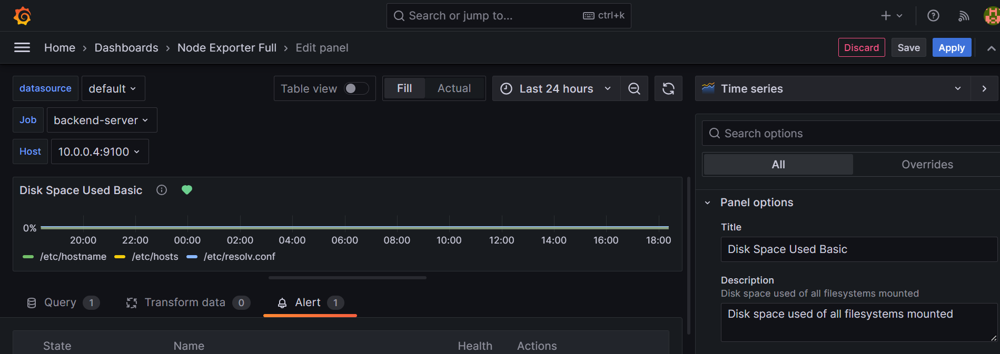 Search or jump to... ctrl+k
Home › Dashboards › Node Exporter Full › Edit panel Discard Save Apply
datasource default Table view Fill Actual Last 24 hours Time series
Job backend-server
Search options
Host 10.0.0.4:9100
All Overrides
Disk Space Used Basic
Panel options
Title
0%
20:00 22:00 00:00 02:00 04:00 06:00 08:00 10:00 12:00 14:00 16:00 18:00
Disk Space Used Basic
/etc/hostname /etc/hosts /etc/resolv.conf
Description
Disk space used of all filesystems mounted
Query 1 Transform data 0 Alert 1
Disk space used of all filesystems mounted
State Name Health Actions